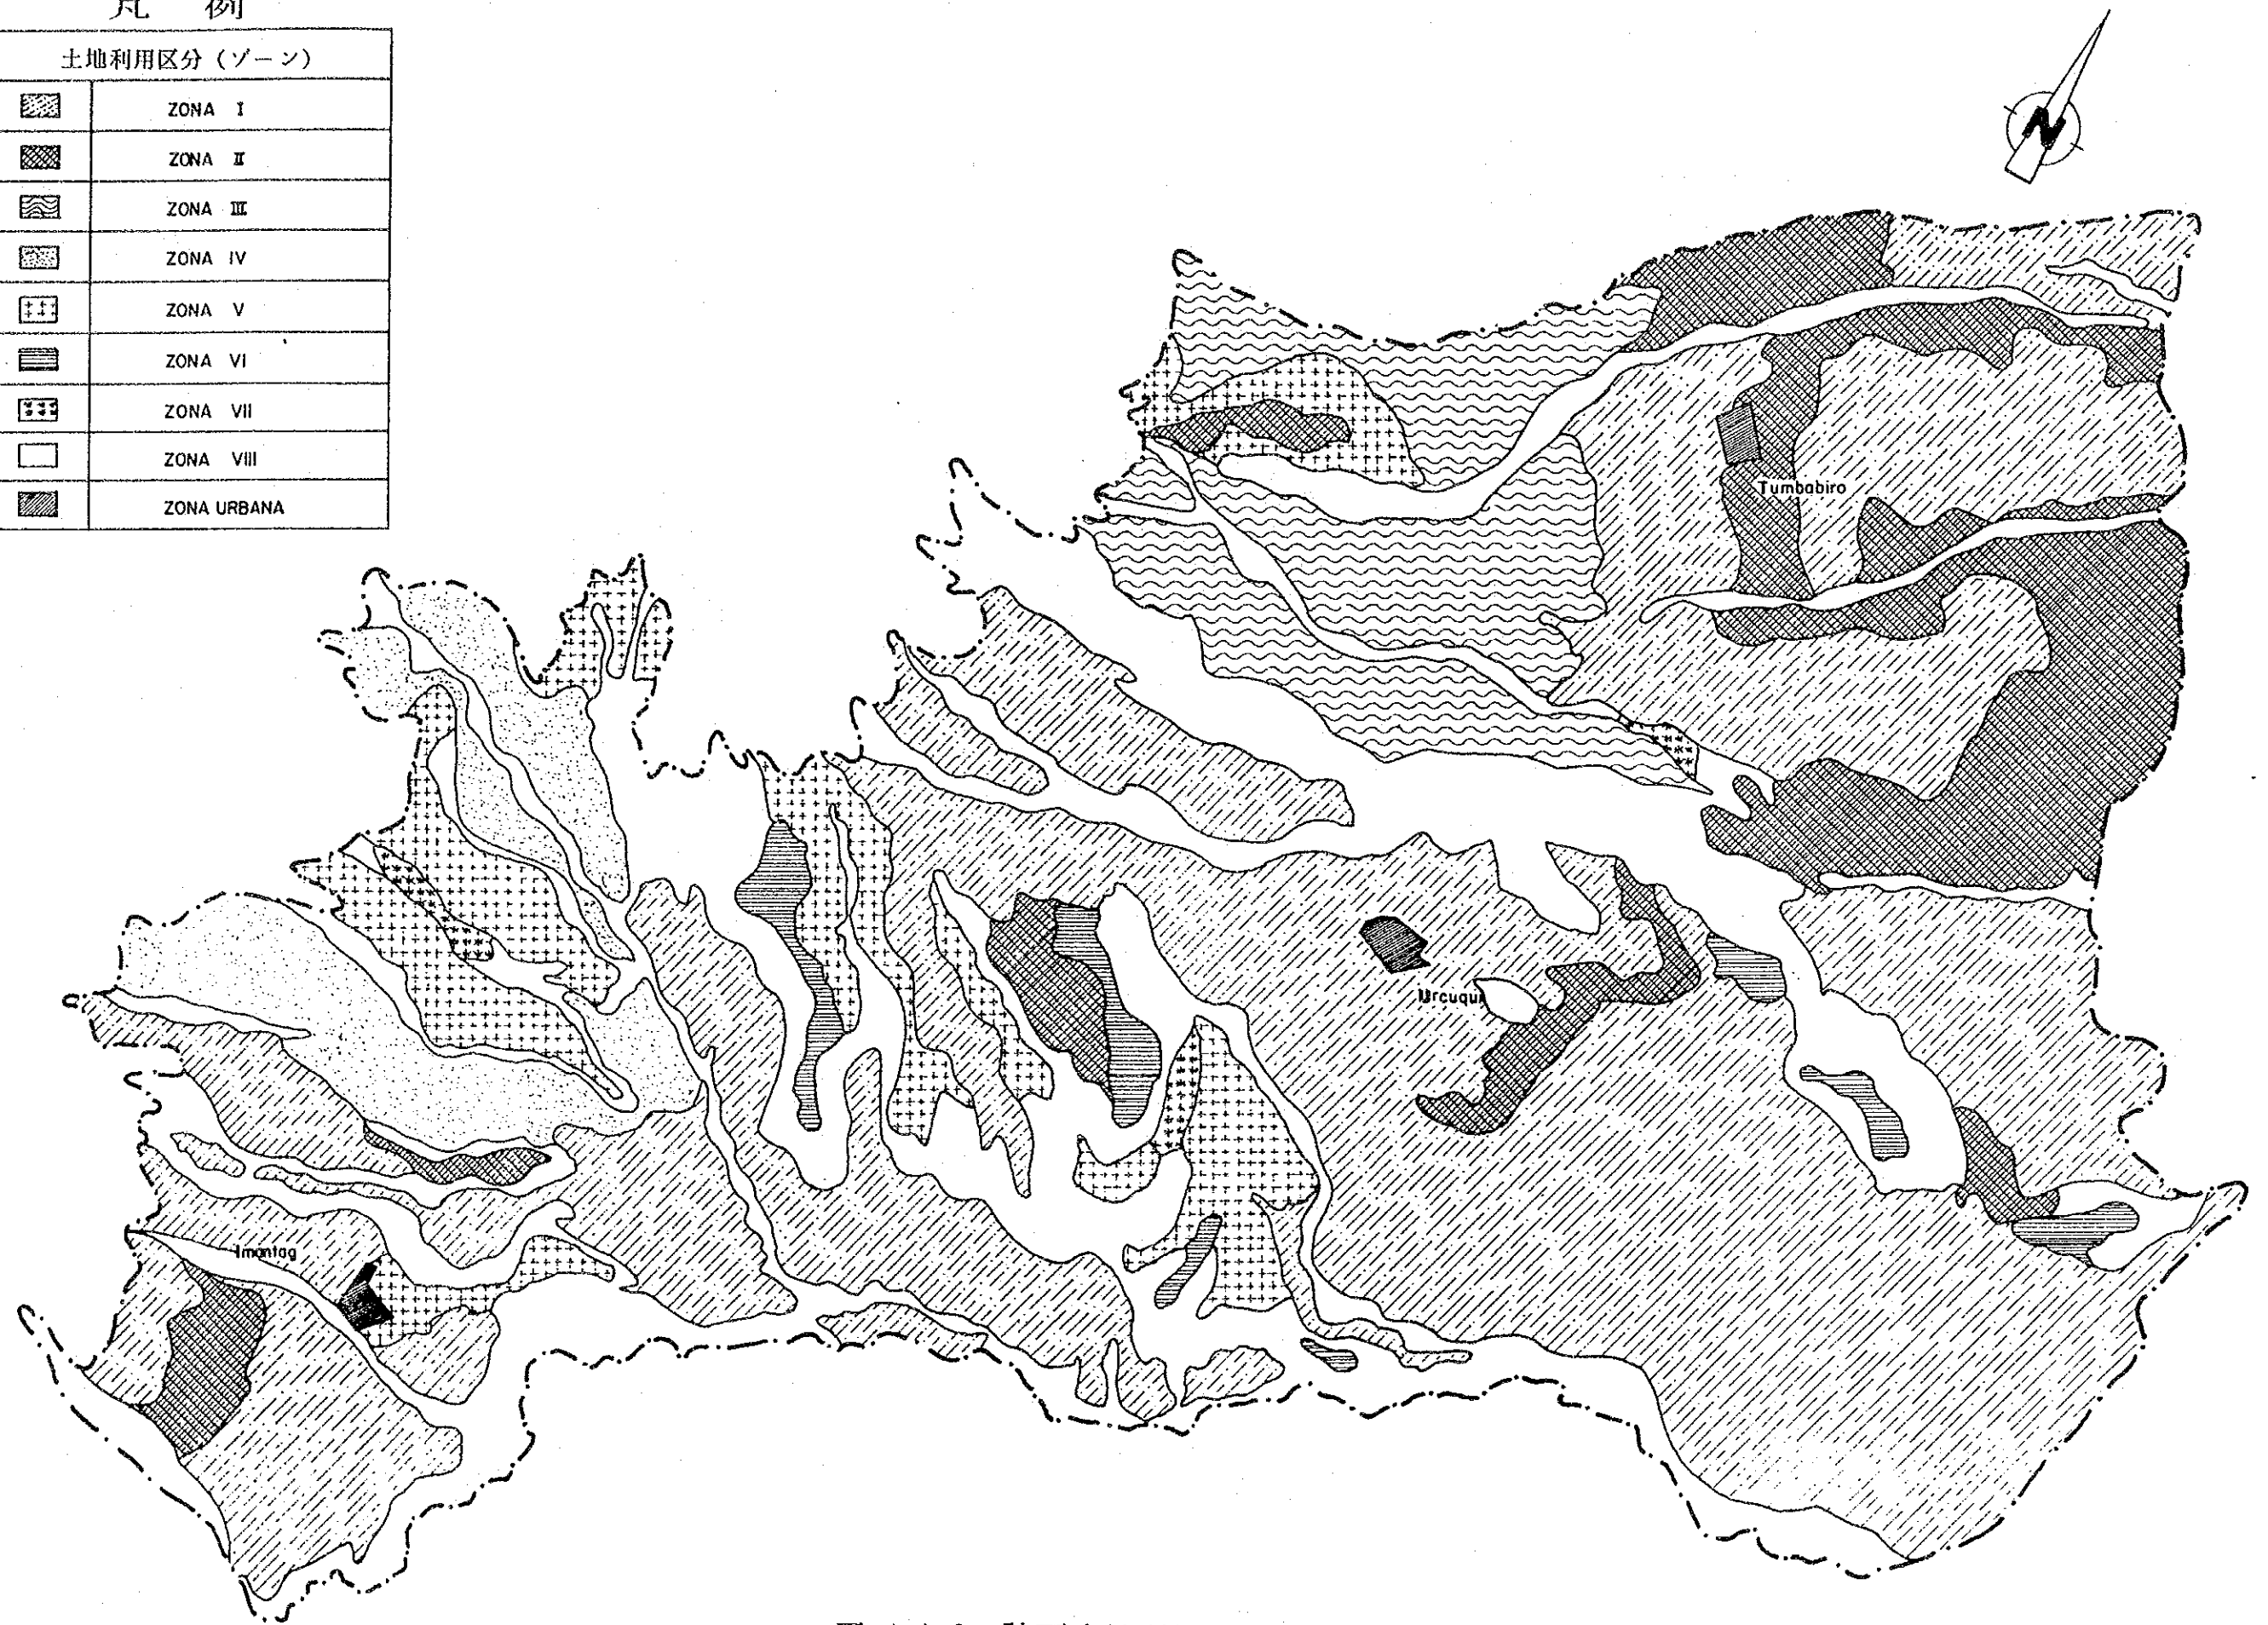 凡 例
土地利用区分（ゾーン）
ZONA I
ZONA II
ZONA III
ZONA IV
ZONA V
ZONA VI
ZONA VII
ZONA VIII
ZONA URBANA
N
Tumbabiro
Urcuqui
Imantag